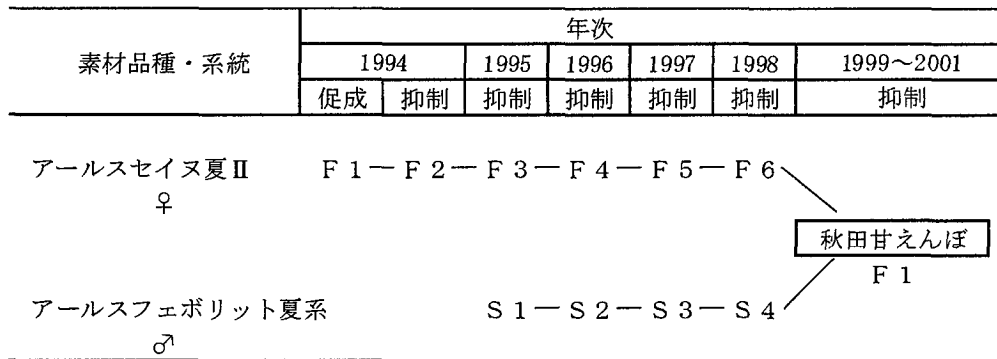 年次
素材品種・系統
1994 1995 1996 1997 1998 1999～2001
促成 抑制 抑制 抑制 抑制 抑制 抑制
アールスセイヌ夏Ⅱ F1－F2－F3－F4－F5－F6
♀
秋田甘えんぼ
F1
アールスフェボリット夏系 S1－S2－S3－S4
♂